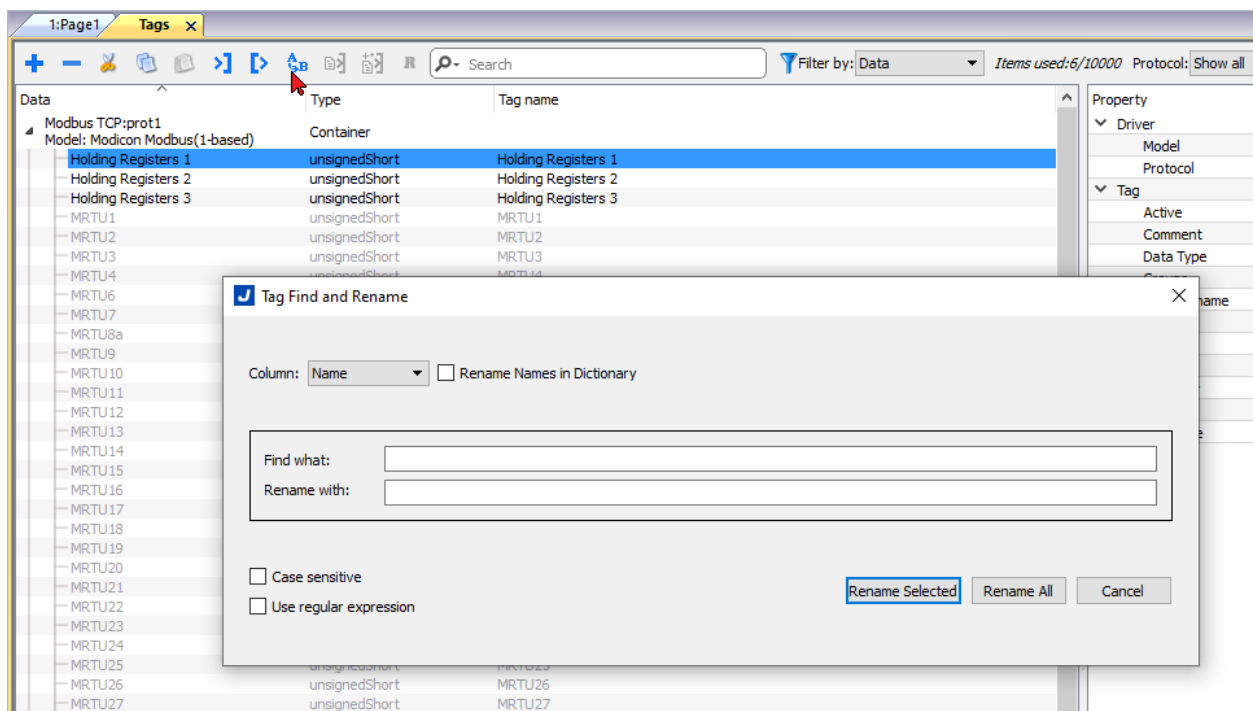 1:Page1 Tags
Search Filter by: Data Items used:6/10000 Protocol: Show all
Data Type Tag name Property
Modbus TCP:prot1
Model: Modicon Modbus(1-based) Container
Driver
Model
Protocol
Tag
Active
Comment
Data Type
Holding Registers 1 unsignedShort Holding Registers 1
Holding Registers 2 unsignedShort Holding Registers 2
Holding Registers 3 unsignedShort Holding Registers 3
MRTU1 unsignedShort MRTU1
MRTU2 unsignedShort MRTU2
MRTU3 unsignedShort MRTU3
MRTU4 unsignedShort MRTU4
MRTU6
MRTU7
MRTU8a
MRTU9
MRTU10
MRTU11
MRTU12
MRTU13
MRTU14
MRTU15
MRTU16
MRTU17
MRTU18
MRTU19
MRTU20
MRTU21
MRTU22
MRTU23
MRTU24
MRTU25 unsignedShort MRTU25
MRTU26 unsignedShort MRTU26
MRTU27 unsignedShort MRTU27
Tag Find and Rename
Column: Name Rename Names in Dictionary
Find what:
Rename with:
Case sensitive
Use regular expression
Rename Selected Rename All Cancel